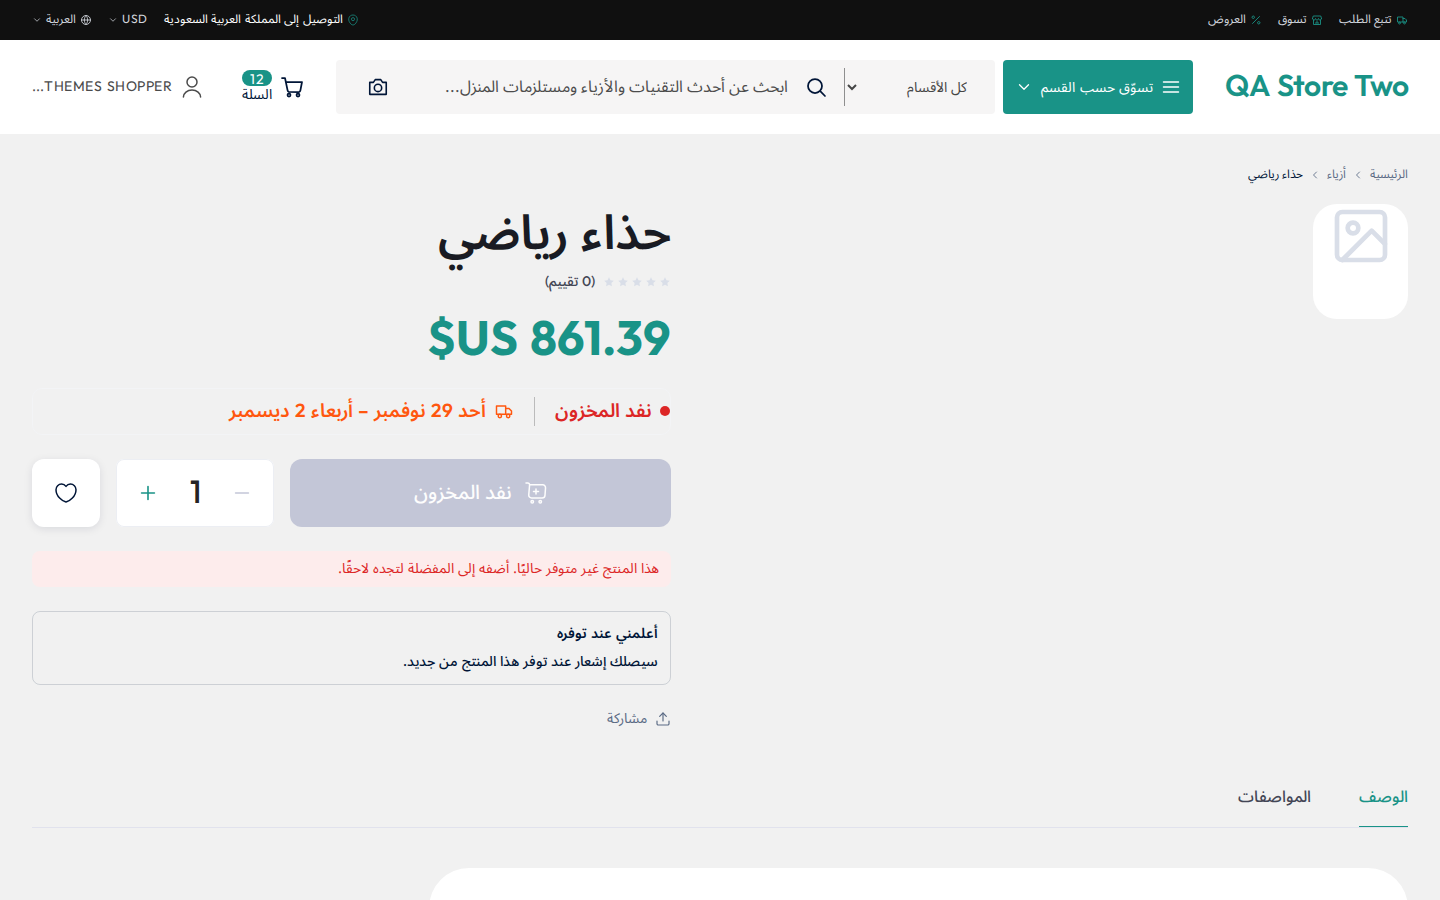 تتبع الطلب
تسوق
العروض
التوصيل إلى المملكة العربية السعودية
USD
العربية
QA Store Two
تسوّق حسب القسم
كل الأقسام
ابحث عن أحدث التقنيات والأزياء ومستلزمات المنزل...
12
السلة
THEMES SHOPPER...
الرئيسية
أزياء
حذاء رياضي
حذاء رياضي
(0 تقييم)
861.39 US$
نفد المخزون
أحد 29 نوفمبر – أربعاء 2 ديسمبر
نفد المخزون
1
هذا المنتج غير متوفر حاليًا. أضفه إلى المفضلة لتجده لاحقًا.
أعلمني عند توفره
سيصلك إشعار عند توفر هذا المنتج من جديد.
مشاركة
الوصف
المواصفات